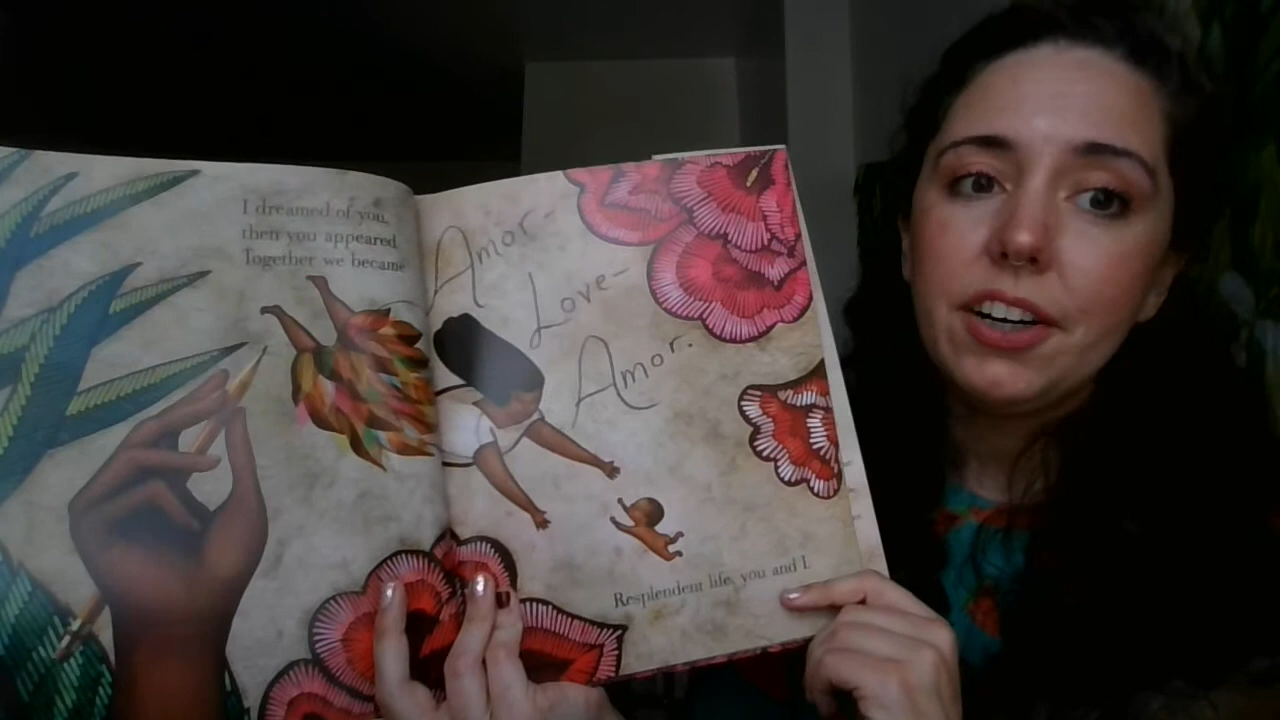 I dreamed of you,
then you appeared
Together we became
Amor-
Love-
Amor.
Resplendent life, you and I.